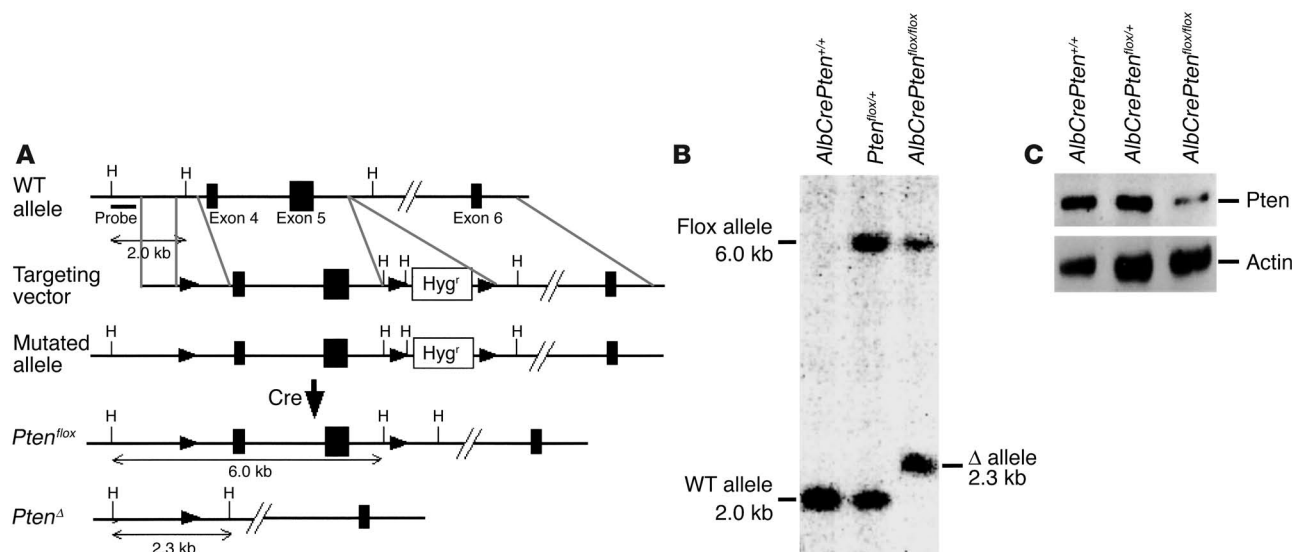 A
WT
allele
H
H
H
Probe
Exon 4
Exon 5
Exon 6
2.0 kb
Targeting
vector
H H
Hygr
H
Mutated
allele
H
H H
Hygr
H
Cre
Ptenflox
H
H
H
6.0 kb
PtenΔ
H
H
2.3 kb
B
AlbCrePten+/+
Ptenflox/+
AlbCrePtenflox/flox
Flox allele
6.0 kb
WT allele
2.0 kb
Δ allele
2.3 kb
C
AlbCrePten+/+
AlbCrePtenflox/+
AlbCrePtenflox/flox
Pten
Actin